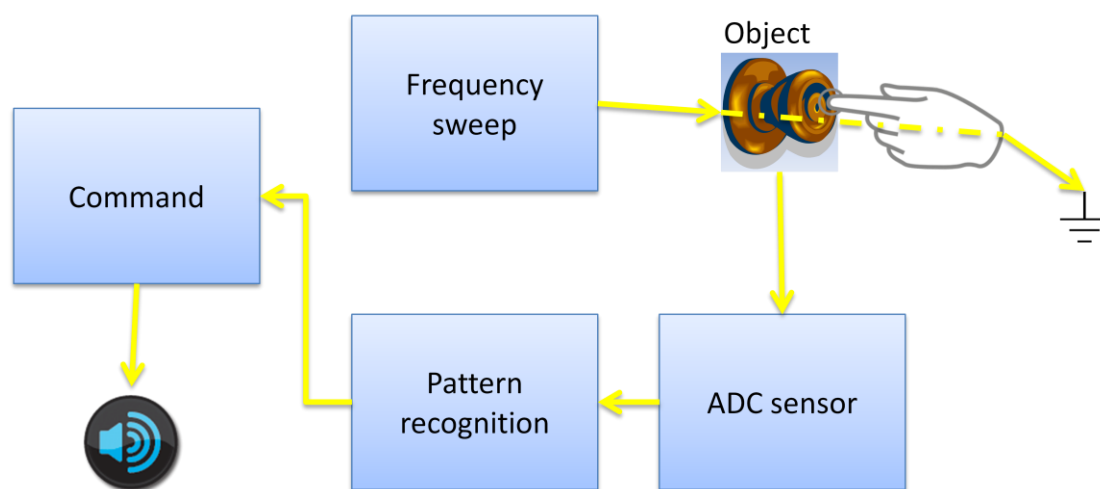 Object
Frequency
sweep
Command
Pattern
recognition
ADC sensor